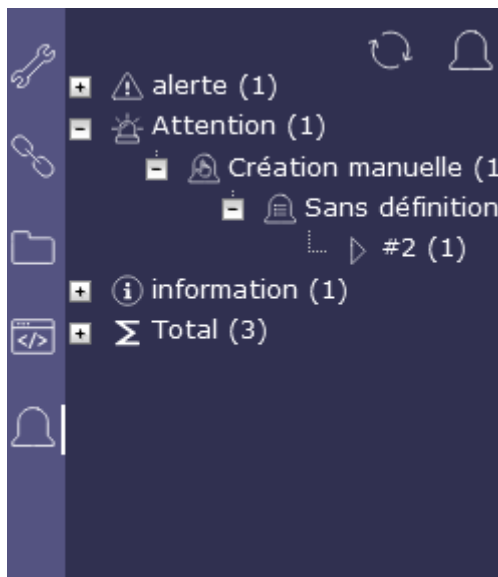 alerte (1)
Attention (1)
Création manuelle (1
Sans définition
#2 (1)
information (1)
Σ Total (3)